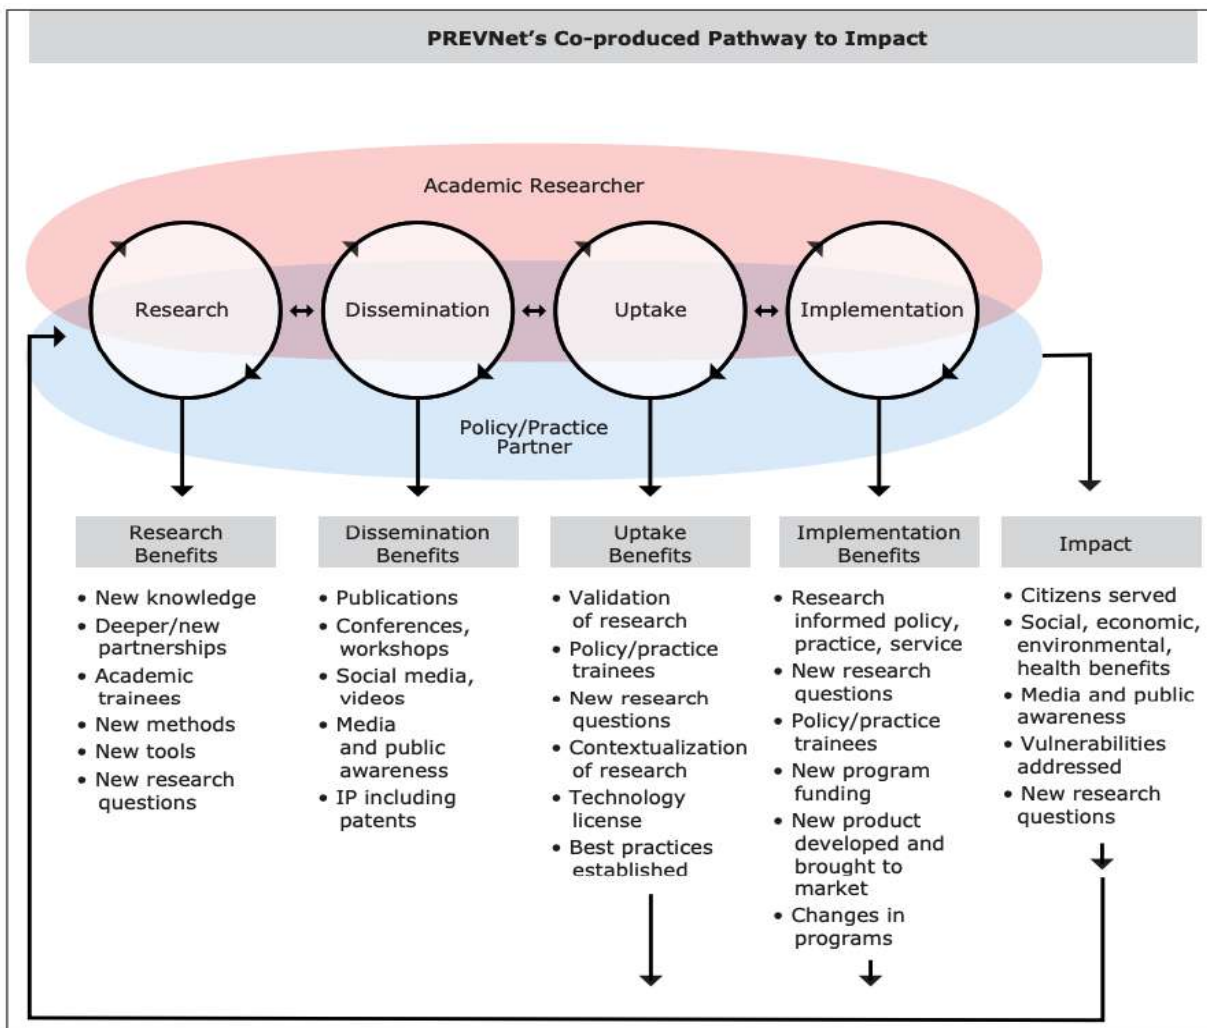 PREVNet's Co-produced Pathway to Impact
Academic Researcher
Research
Dissemination
Uptake
Implementation
Policy/Practice
Partner
Research
Benefits
• New knowledge
• Deeper/new
partnerships
• Academic
trainees
• New methods
• New tools
• New research
questions
Dissemination
Benefits
• Publications
• Conferences,
workshops
• Social media,
videos
• Media
and public
awareness
• IP including
patents
Uptake
Benefits
• Validation
of research
• Policy/practice
trainees
• New research
questions
• Contextualization
of research
• Technology
license
• Best practices
established
Implementation
Benefits
• Research
informed policy,
practice, service
• New research
questions
• Policy/practice
trainees
• New program
funding
• New product
developed and
brought to
market
• Changes in
programs
Impact
• Citizens served
• Social, economic,
environmental,
health benefits
• Media and public
awareness
• Vulnerabilities
addressed
• New research
questions